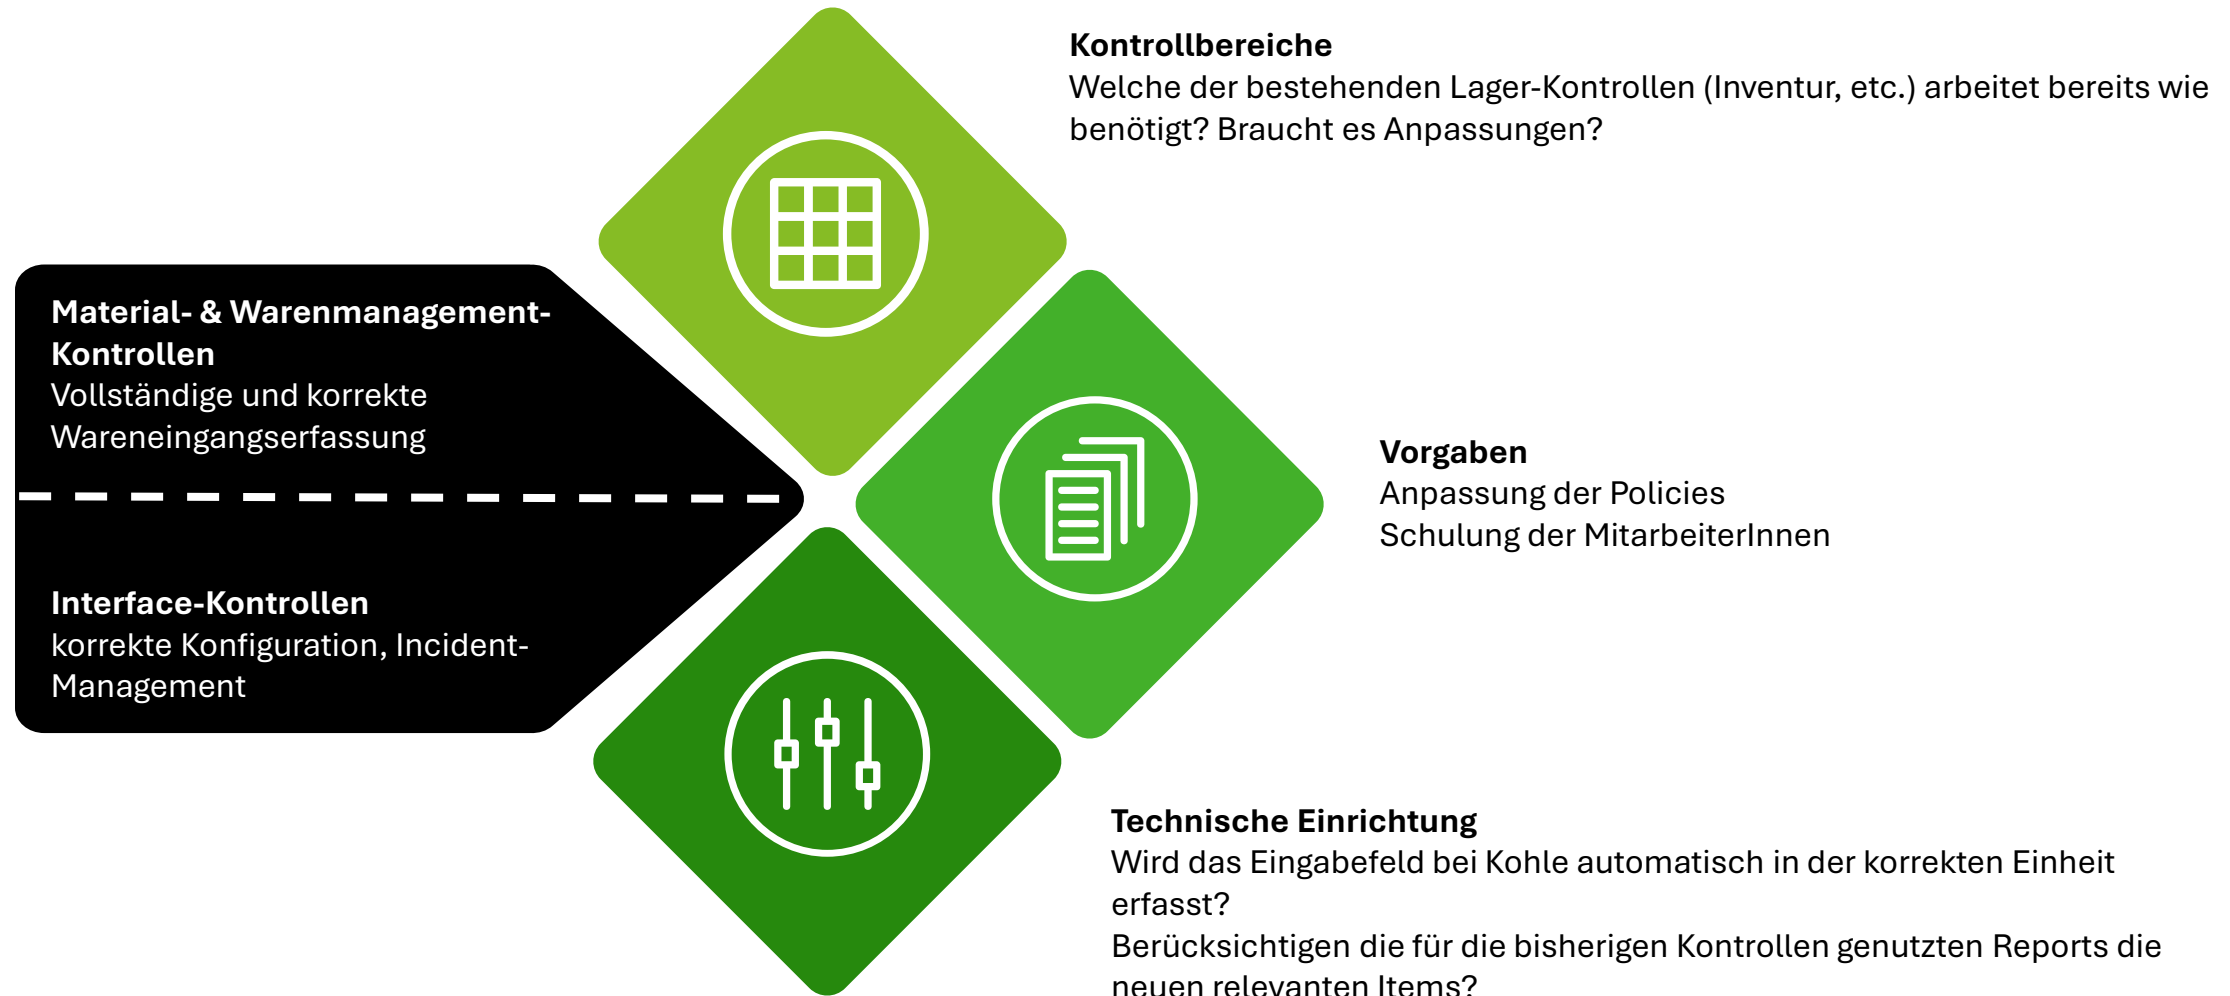 Kontrollbereiche
Welche der bestehenden Lager-Kontrollen (Inventur, etc.) arbeitet bereits wie
benötigt? Braucht es Anpassungen?
Material- & Warenmanagement-
Kontrollen
Vollständige und korrekte
Wareneingangserfassung
Interface-Kontrollen
korrekte Konfiguration, Incident-
Management
Vorgaben
Anpassung der Policies
Schulung der MitarbeiterInnen
Technische Einrichtung
Wird das Eingabefeld bei Kohle automatisch in der korrekten Einheit
erfasst?
Berücksichtigen die für die bisherigen Kontrollen genutzten Reports die
neuen relevanten Items?